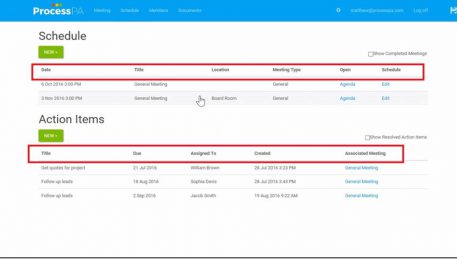 ProcessPA Meeting Schedule Members Documents matthew@processpa.com Log off
Schedule
NEW +
Show Completed Meetings
Date Title Location Meeting Type Open Schedule
6 Oct 2016 3:00 PM General Meeting General Agenda Edit
3 Nov 2016 3:00 PM General Meeting Board Room General Agenda Edit
Action Items
NEW +
Show Resolved Action Items
Title Due Assigned To Created Associated Meeting
Get quotes for project 21 Jul 2016 William Brown 28 Jul 2016 3:23 PM General Meeting
Follow up leads 18 Aug 2016 Sophia Davis 28 Jul 2016 3:43 PM General Meeting
Follow up leads 2 Sep 2016 Jacob Smith 19 Aug 2016 9:22 AM General Meeting